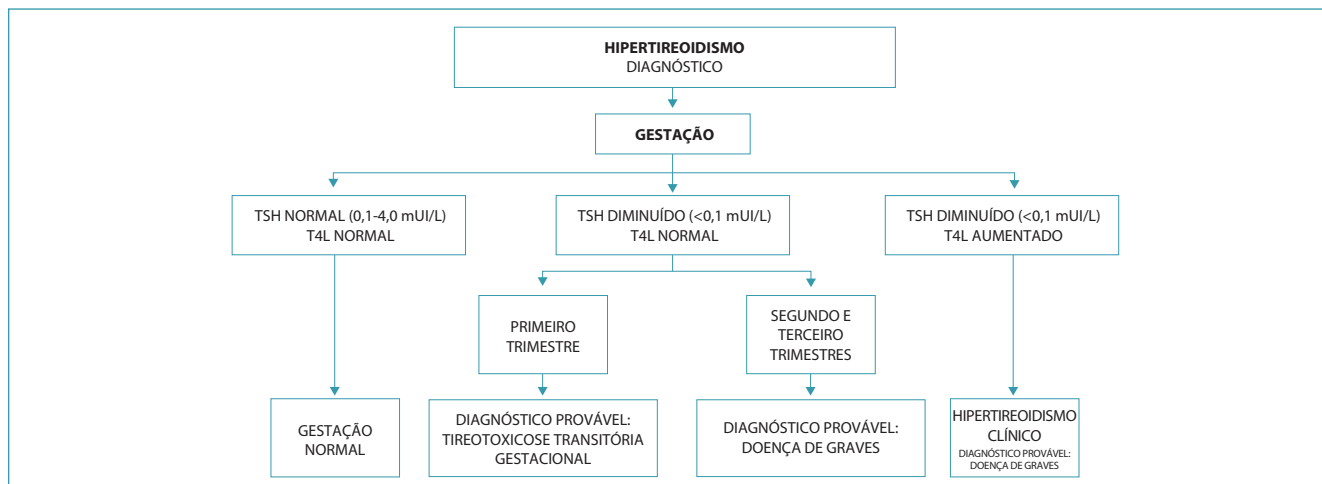 HIPERTIREOIDISMO
DIAGNÓSTICO
GESTAÇÃO
TSH NORMAL (0,1-4,0 mUI/L)
T4L NORMAL
TSH DIMINUÍDO (<0,1 mUI/L)
T4L NORMAL
TSH DIMINUÍDO (<0,1 mUI/L)
T4L AUMENTADO
PRIMEIRO
TRIMESTRE
SEGUNDO E
TERCEIRO
TRIMESTRES
GESTAÇÃO
NORMAL
DIAGNÓSTICO PROVÁVEL:
TIREOTOXICOSE TRANSITÓRIA
GESTACIONAL
DIAGNÓSTICO PROVÁVEL:
DOENÇA DE GRAVES
HIPERTIREOIDISMO
CLÍNICO
DIAGNÓSTICO PROVÁVEL:
DOENÇA DE GRAVES